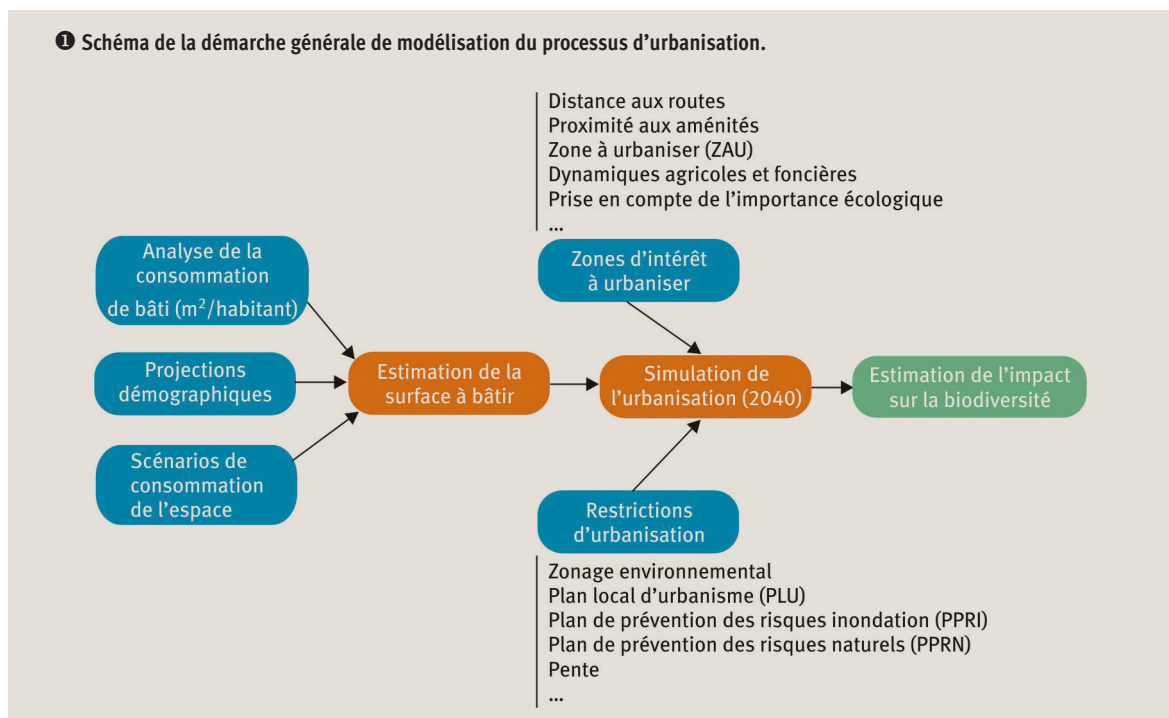 ❶ Schéma de la démarche générale de modélisation du processus d’urbanisation.
Distance aux routes
Proximité aux aménités
Zone à urbaniser (ZAU)
Dynamiques agricoles et foncières
Prise en compte de l’importance écologique
...
Analyse de la
consommation
de bâti (m²/habitant)
Zones d’intérêt
à urbaniser
Projections
démographiques
Estimation de la
surface à bâtir
Simulation de
l’urbanisation (2040)
Estimation de l’impact
sur la biodiversité
Scénarios de
consommation
de l’espace
Restrictions
d’urbanisation
Zonage environnemental
Plan local d’urbanisme (PLU)
Plan de prévention des risques inondation (PPRI)
Plan de prévention des risques naturels (PPRN)
Pente
...